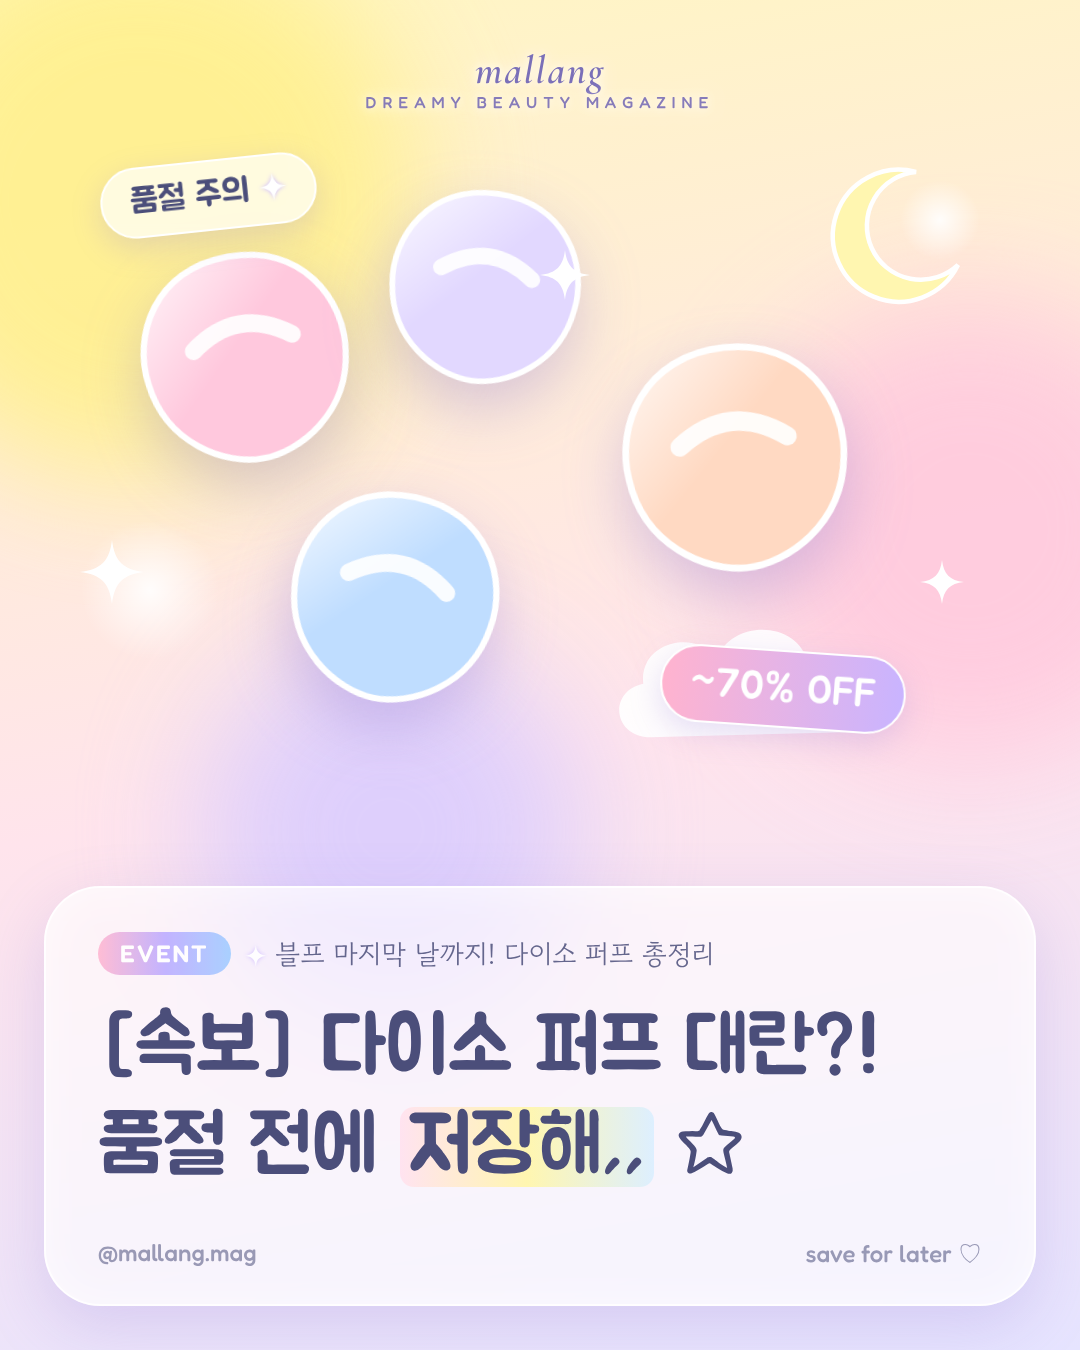 mallang
DREAMY BEAUTY MAGAZINE
품절 주의 ✦
~70% OFF
EVENT ✦ 블프 마지막 날까지! 다이소 퍼프 총정리
[속보] 다이소 퍼프 대란?!
품절 전에 저장해,, ☆
@mallang.mag
save for later ♡